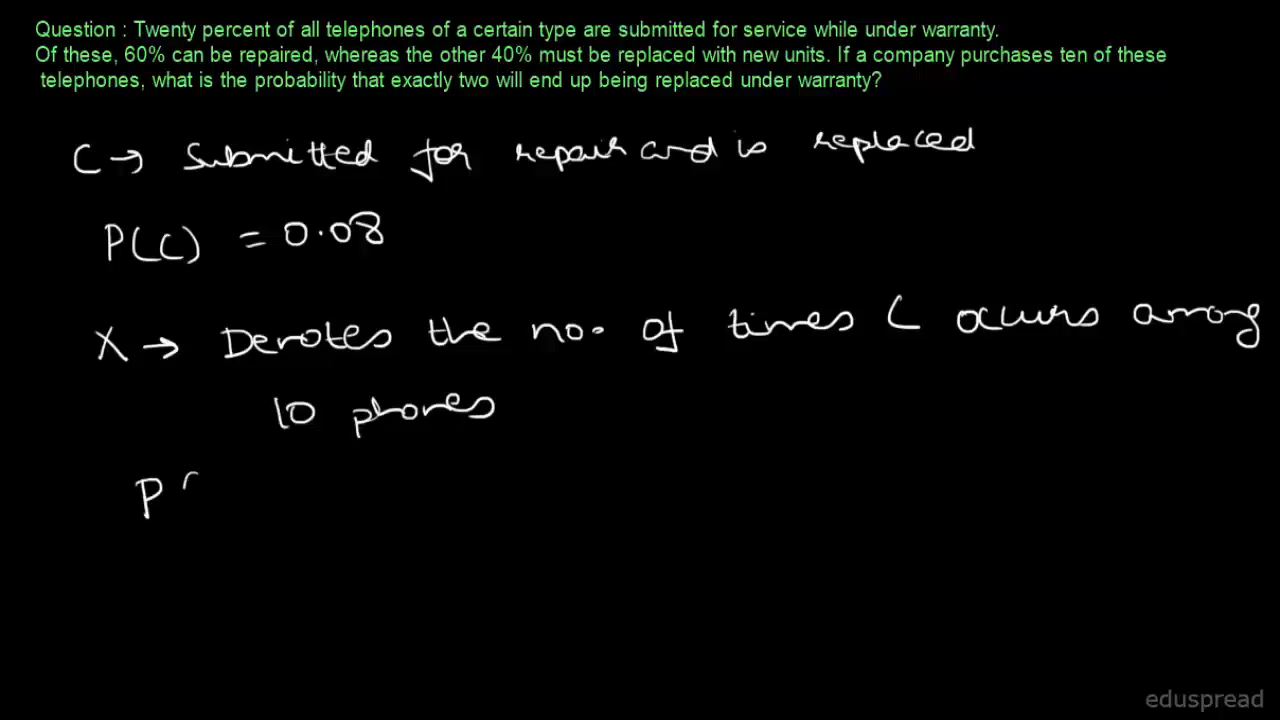 Question : Twenty percent of all telephones of a certain type are submitted for service while under warranty.
Of these, 60% can be repaired, whereas the other 40% must be replaced with new units. If a company purchases ten of these
telephones, what is the probability that exactly two will end up being replaced under warranty?
C → Submitted for repair and is replaced
P(C) = 0.08
X → Denotes the no. of times C occurs among
10 phones
P
eduspread